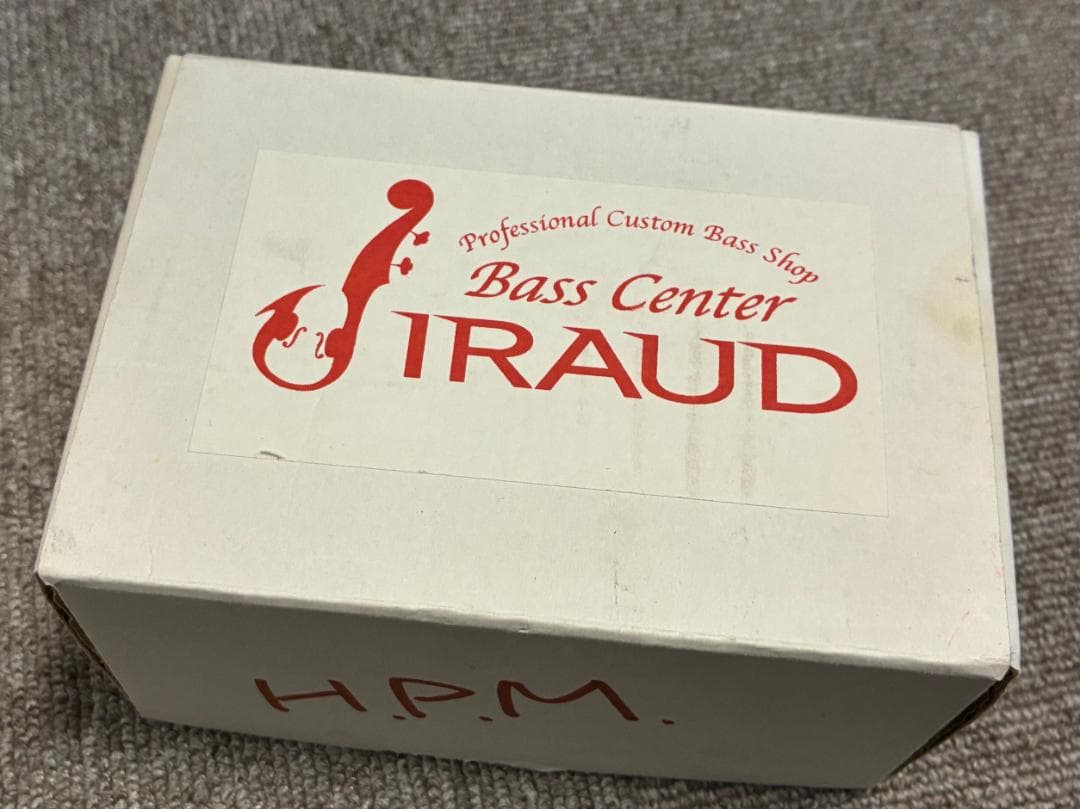 Professional Custom Bass Shop
Bass Center
JIRAUD
H.P.M.